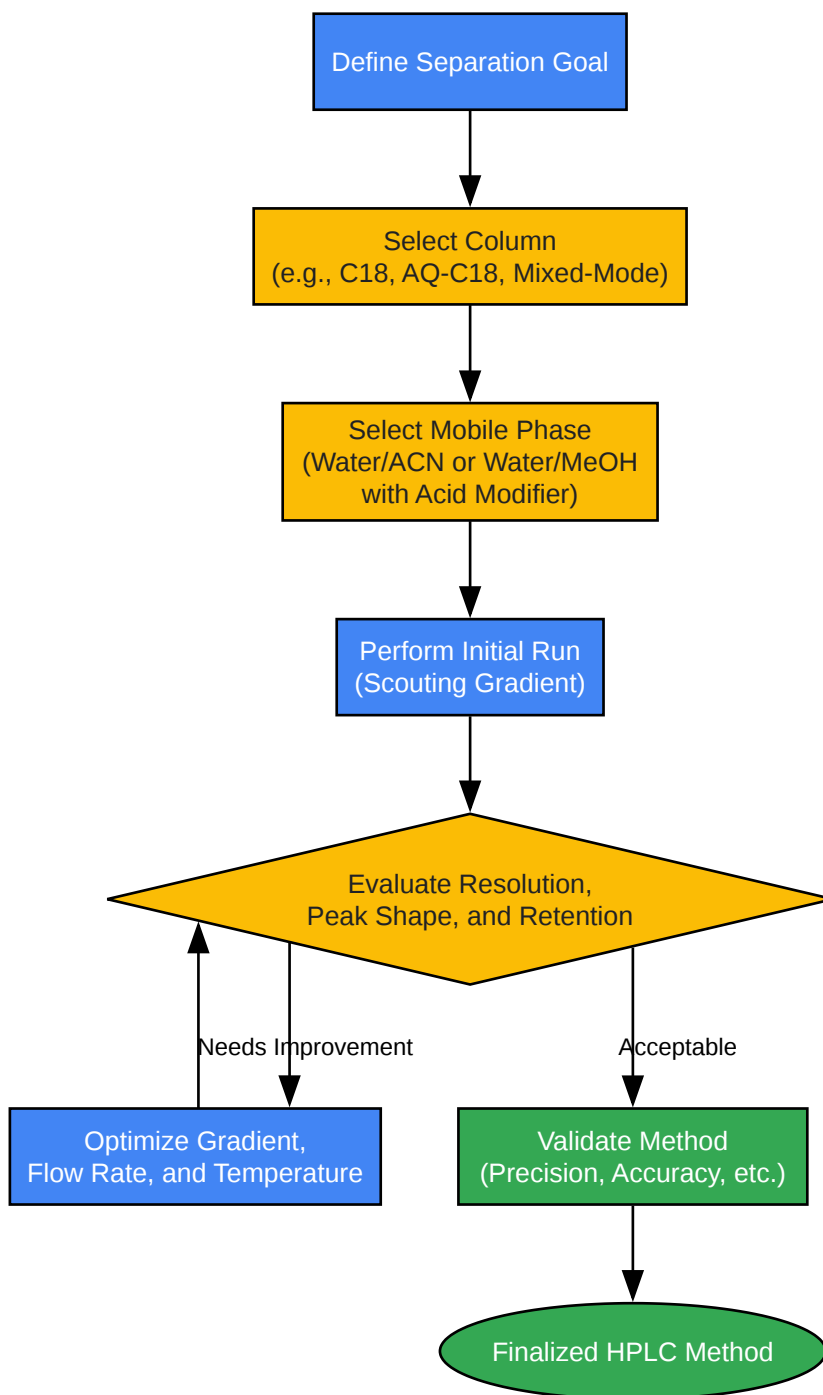 Define Separation Goal
Select Column
(e.g., C18, AQ-C18, Mixed-Mode)
Select Mobile Phase
(Water/ACN or Water/MeOH
with Acid Modifier)
Perform Initial Run
(Scouting Gradient)
Evaluate Resolution,
Peak Shape, and Retention
Needs Improvement
Acceptable
Optimize Gradient,
Flow Rate, and Temperature
Validate Method
(Precision, Accuracy, etc.)
Finalized HPLC Method